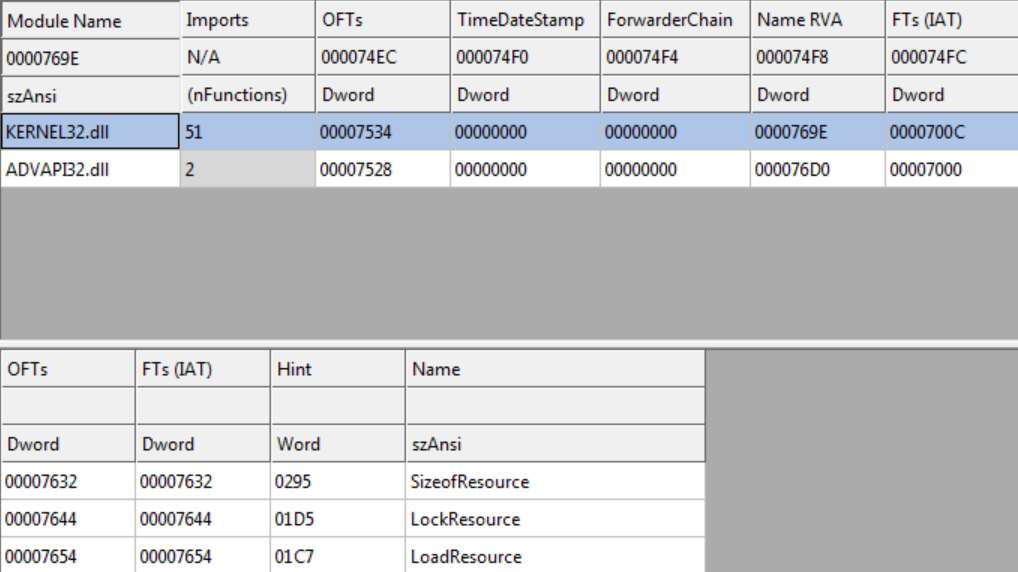 Module Name Imports OFTs TimeDateStamp ForwarderChain Name RVA FTs (IAT)
0000769E N/A 000074EC 000074F0 000074F4 000074F8 000074FC
szAnsi (nFunctions) Dword Dword Dword Dword Dword
KERNEL32.dll 51 00007534 00000000 00000000 0000769E 0000700C
ADVAPI32.dll 2 00007528 00000000 00000000 000076D0 00007000
OFTs FTs (IAT) Hint Name
Dword Dword Word szAnsi
00007632 00007632 0295 SizeofResource
00007644 00007644 01D5 LockResource
00007654 00007654 01C7 LoadResource